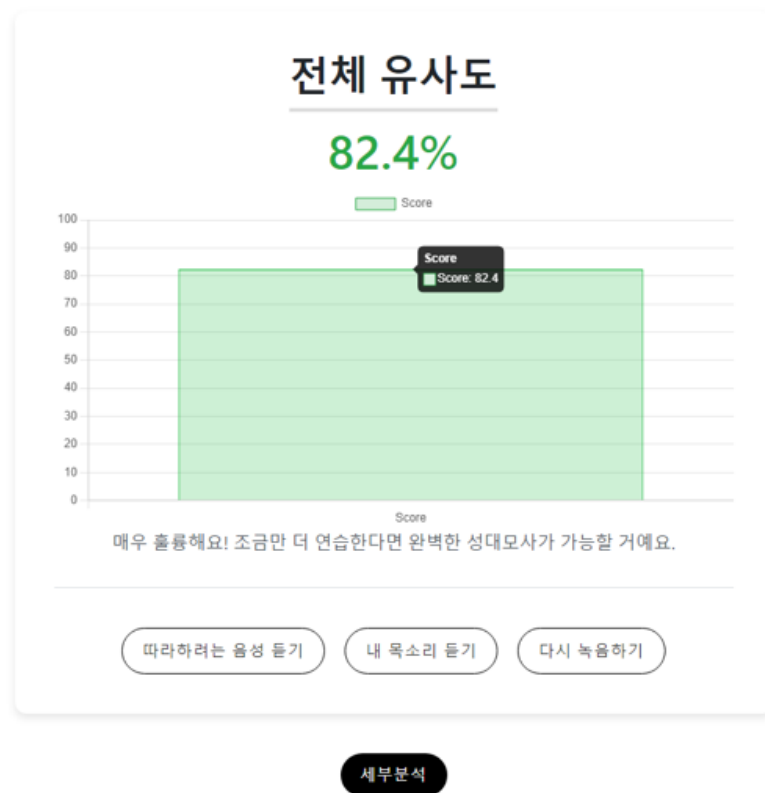 전체 유사도
82.4%
Score
100
90
80
70
60
50
40
30
20
10
0
Score
Score: 82.4
Score
매우 훌륭해요! 조금만 더 연습한다면 완벽한 성대모사가 가능할 거예요.
따라하려는 음성 듣기 내 목소리 듣기 다시 녹음하기
세부분석